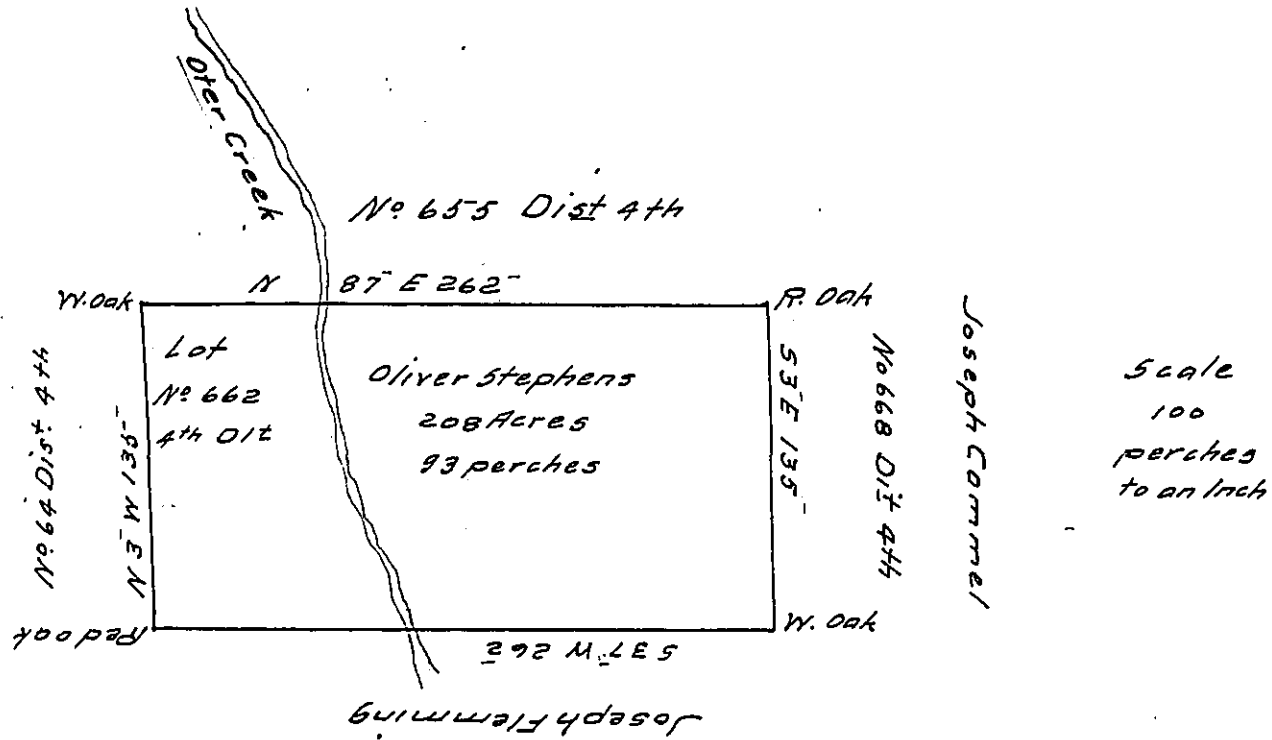 Oter Creek
No. 655 Dist 4th
N 87 E 262
W. Oak
R. Oak
Lot
No. 662
4th Dit
Oliver Stephens
208 Acres
93 perches
S 3 E 135
No 668 Dit 4th
Joseph Commel
Scale
100
perches
to an Inch
No. 64 Dist. 4th
N 3 W 135
Red oak
W. Oak
S 37 W 262
Joseph Flemming